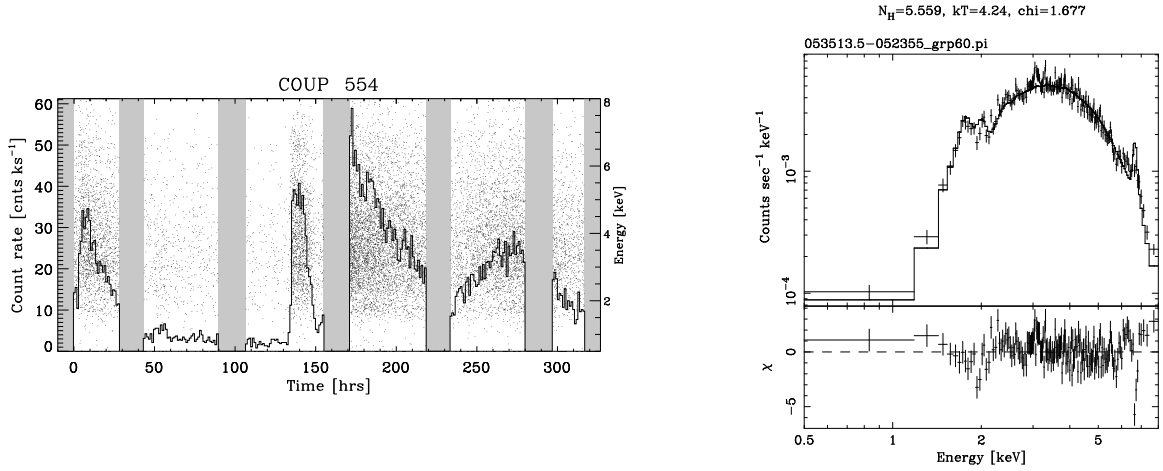 N_H=5.559, kT=4.24, chi=1.677
053513.5-052355_grp60.pi
COUP 554
60
50
40
30
20
10
0
Count rate [cnts ks⁻¹]
8
6
4
2
Energy [keV]
0 50 100 150 200 250 300
Time [hrs]
10⁻³
10⁻⁴
Counts sec⁻¹ keV⁻¹
0
−5
χ
0.5 1 2 5
Energy [keV]